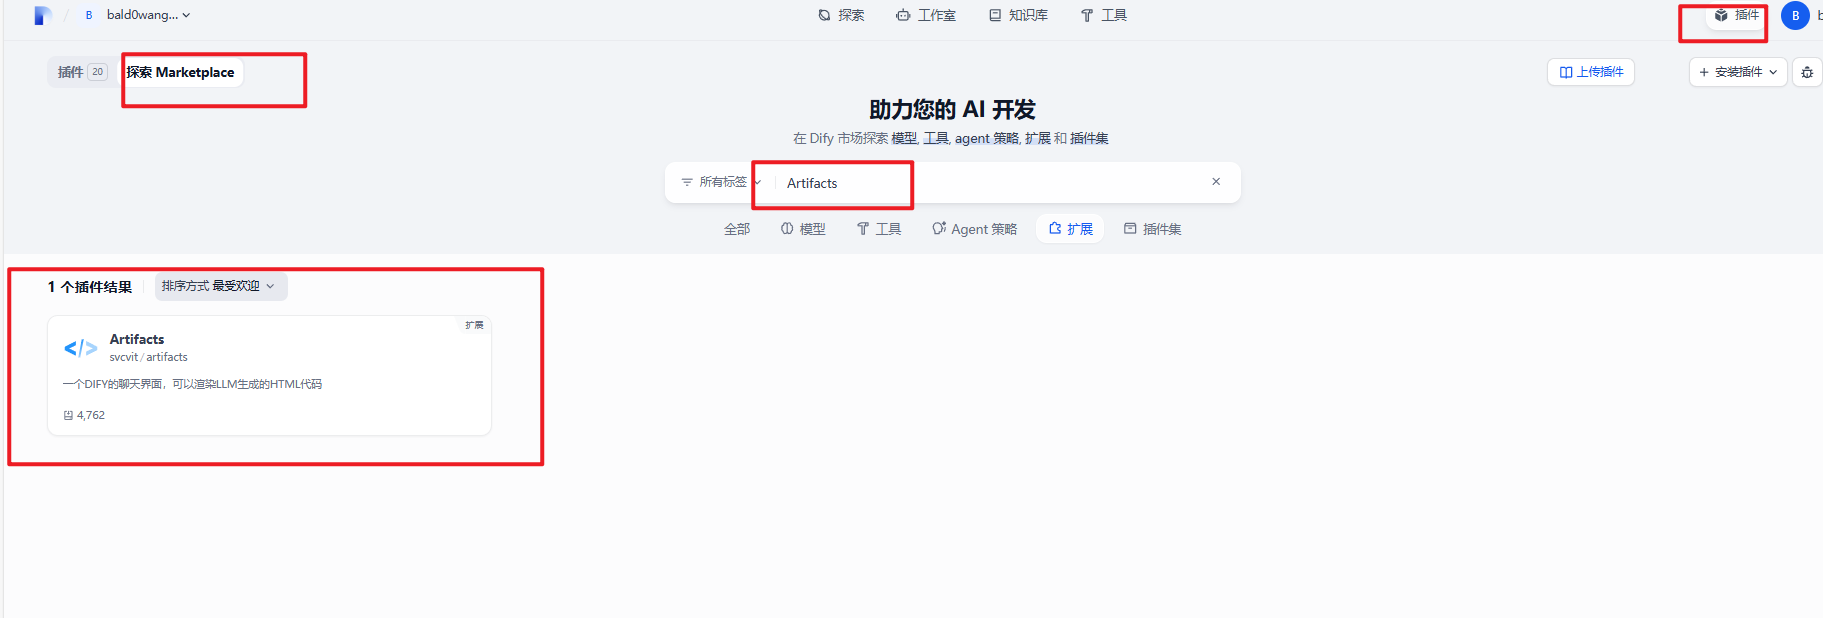 B bald0wang...
探索
工作室
知识库
工具
插件
B b
插件 20
探索 Marketplace
上传插件
+ 安装插件
助力您的 AI 开发
在 Dify 市场探索 模型, 工具, agent 策略, 扩展 和 插件集
所有标签
Artifacts
全部
模型
工具
Agent 策略
扩展
插件集
1 个插件结果
排序方式 最受欢迎
扩展
Artifacts
svcvit / artifacts
一个DIFY的聊天界面，可以渲染LLM生成的HTML代码
4,762